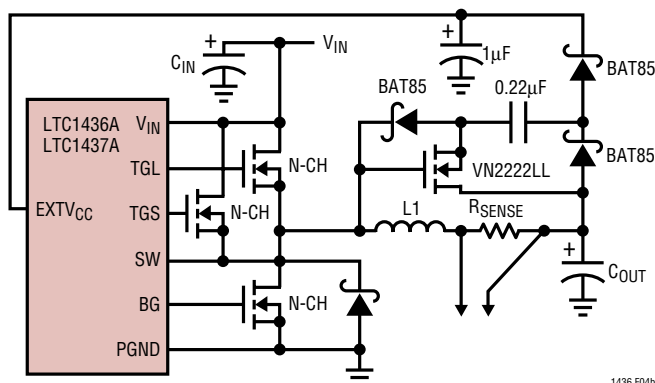 +
C_IN
V_IN
+
1µF
BAT85
BAT85
0.22µF
LTC1436A
LTC1437A
V_IN
TGL
N-CH
VN2222LL
BAT85
EXTV_CC
TGS
N-CH
L1
R_SENSE
SW
+
C_OUT
BG
N-CH
PGND
1436 F04b